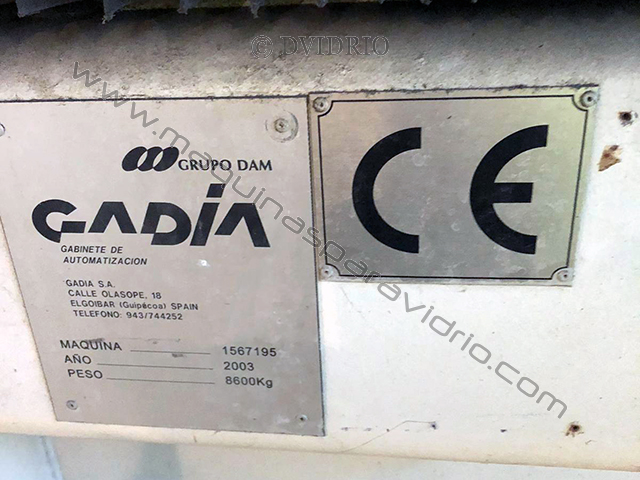 © DVIDRIO
www.maquinasparavidrio.com
GRUPO DAM
GADIA
GABINETE DE
AUTOMATIZACION
GADIA S.A.
CALLE OLASOPE, 18
ELGOIBAR (Guipécoa) SPAIN
TELEFONO: 943/744252
MAQUINA 1567195
AÑO 2003
PESO 8600Kg
CE